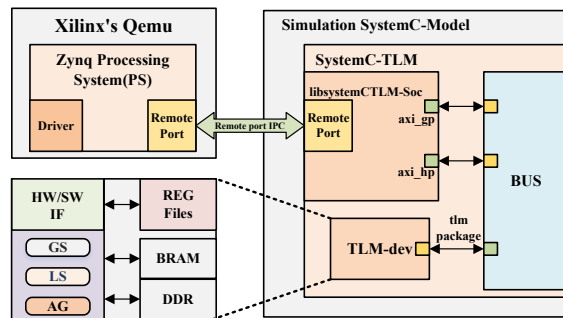 Xilinx's Qemu
Zynq Processing
System(PS)
Driver
Remote
Port
Remote port IPC
Simulation SystemC-Model
SystemC-TLM
libsystemCTLM-Soc
Remote
Port
axi_gp
axi_hp
BUS
TLM-dev
tlm
package
HW/SW
IF
REG
Files
GS
LS
AG
BRAM
DDR